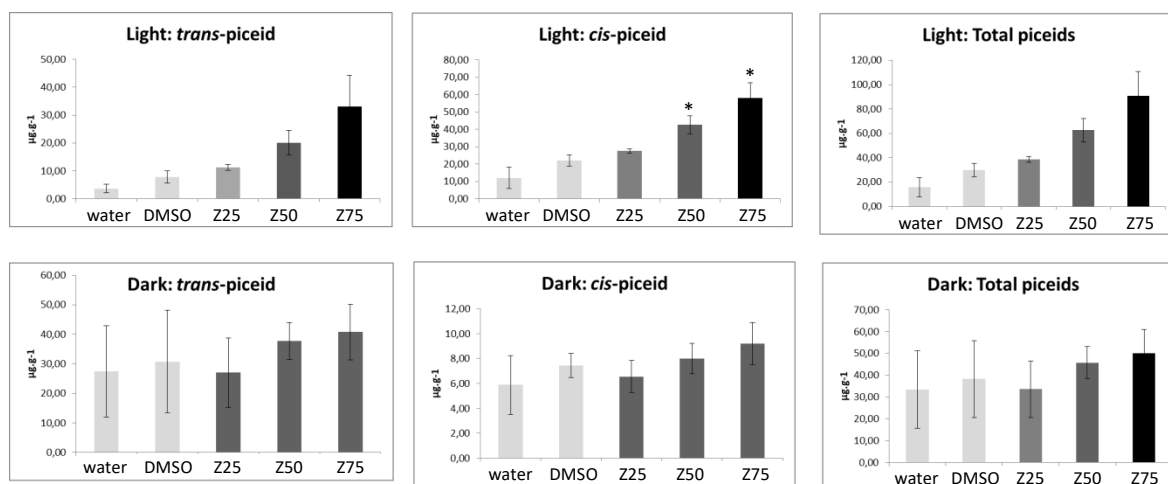 Light: trans-piceid
60,00
50,00
40,00
30,00
20,00
10,00
0,00
µg.g-1
water DMSO Z25 Z50 Z75
Light: cis-piceid
80,00
70,00
60,00
50,00
40,00
30,00
20,00
10,00
0,00
µg.g-1
* *
water DMSO Z25 Z50 Z75
Light: Total piceids
120,00
100,00
80,00
60,00
40,00
20,00
0,00
µg.g-1
water DMSO Z25 Z50 Z75
Dark: trans-piceid
60,00
50,00
40,00
30,00
20,00
10,00
0,00
µg.g-1
water DMSO Z25 Z50 Z75
Dark: cis-piceid
12,00
10,00
8,00
6,00
4,00
2,00
0,00
µg.g-1
water DMSO Z25 Z50 Z75
Dark: Total piceids
70,00
60,00
50,00
40,00
30,00
20,00
10,00
0,00
µg.g-1
water DMSO Z25 Z50 Z75